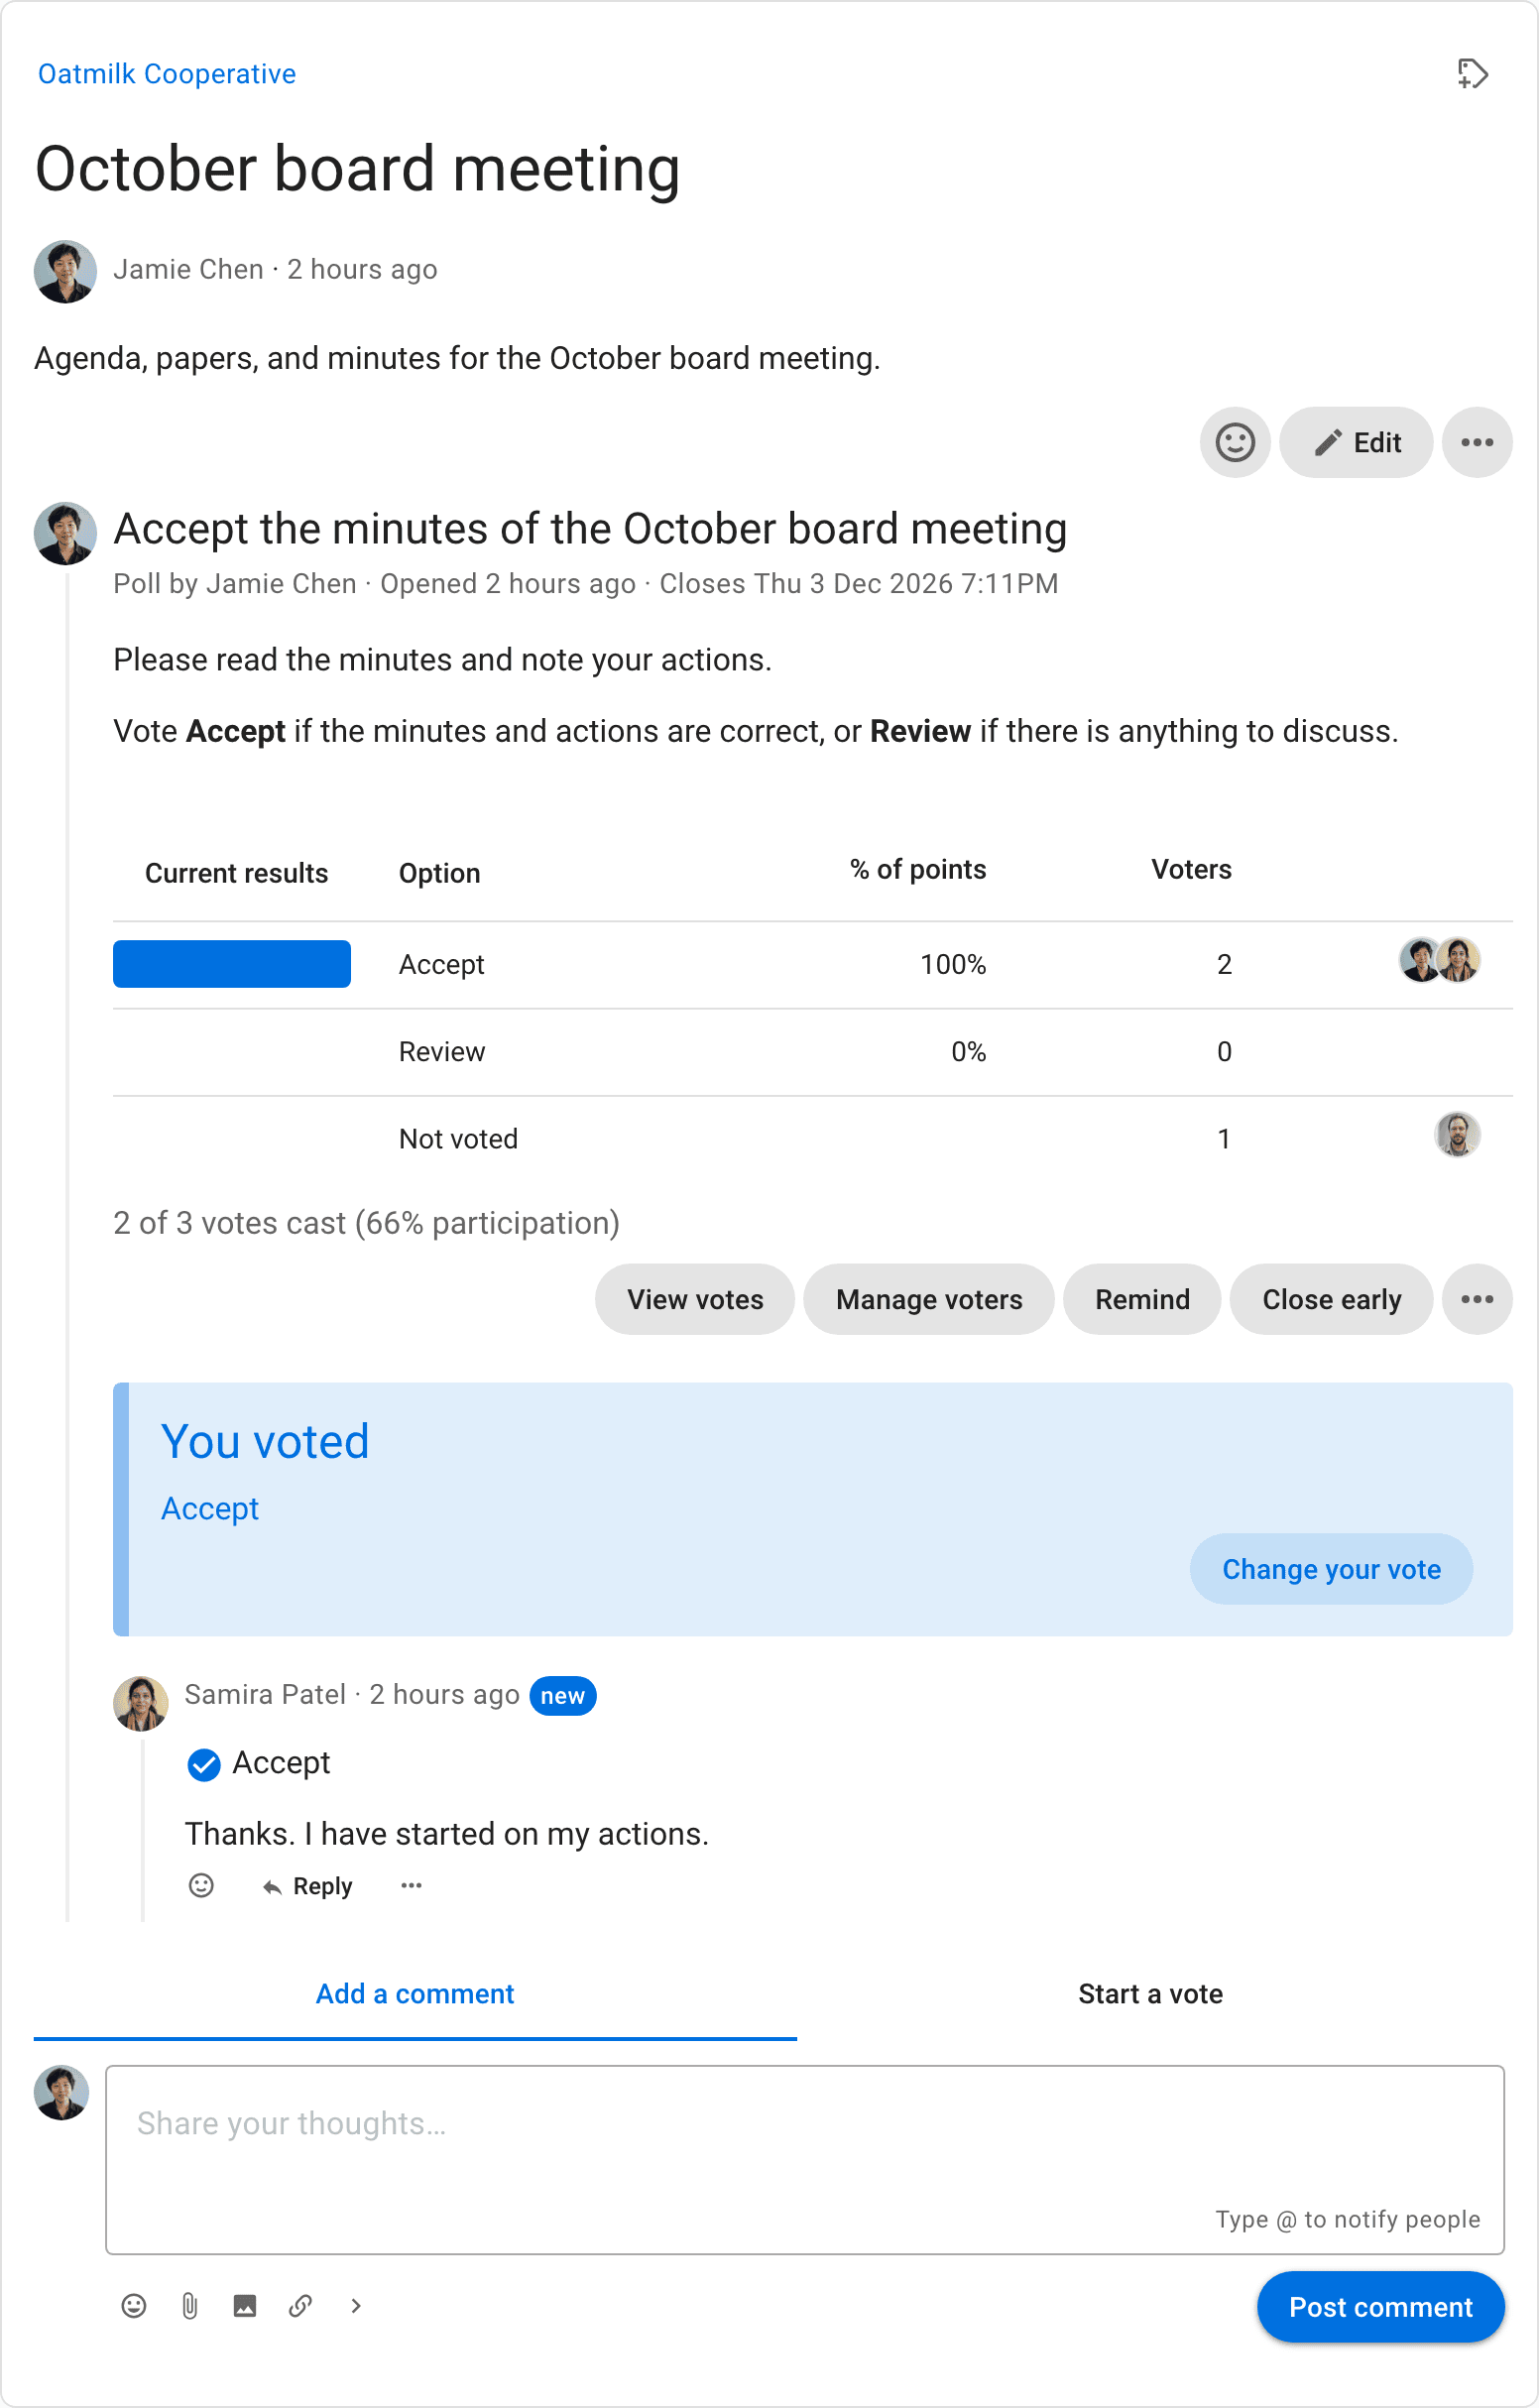 Oatmilk Cooperative
October board meeting
Jamie Chen · 2 hours ago
Agenda, papers, and minutes for the October board meeting.
Edit
Accept the minutes of the October board meeting
Poll by Jamie Chen · Opened 2 hours ago · Closes Thu 3 Dec 2026 7:11PM
Please read the minutes and note your actions.
Vote Accept if the minutes and actions are correct, or Review if there is anything to discuss.
Current results Option % of points Voters
Accept 100% 2
Review 0% 0
Not voted 1
2 of 3 votes cast (66% participation)
View votes Manage voters Remind Close early
You voted
Accept
Change your vote
Samira Patel · 2 hours ago new
Accept
Thanks. I have started on my actions.
Reply
Add a comment Start a vote
Share your thoughts...
Type @ to notify people
Post comment